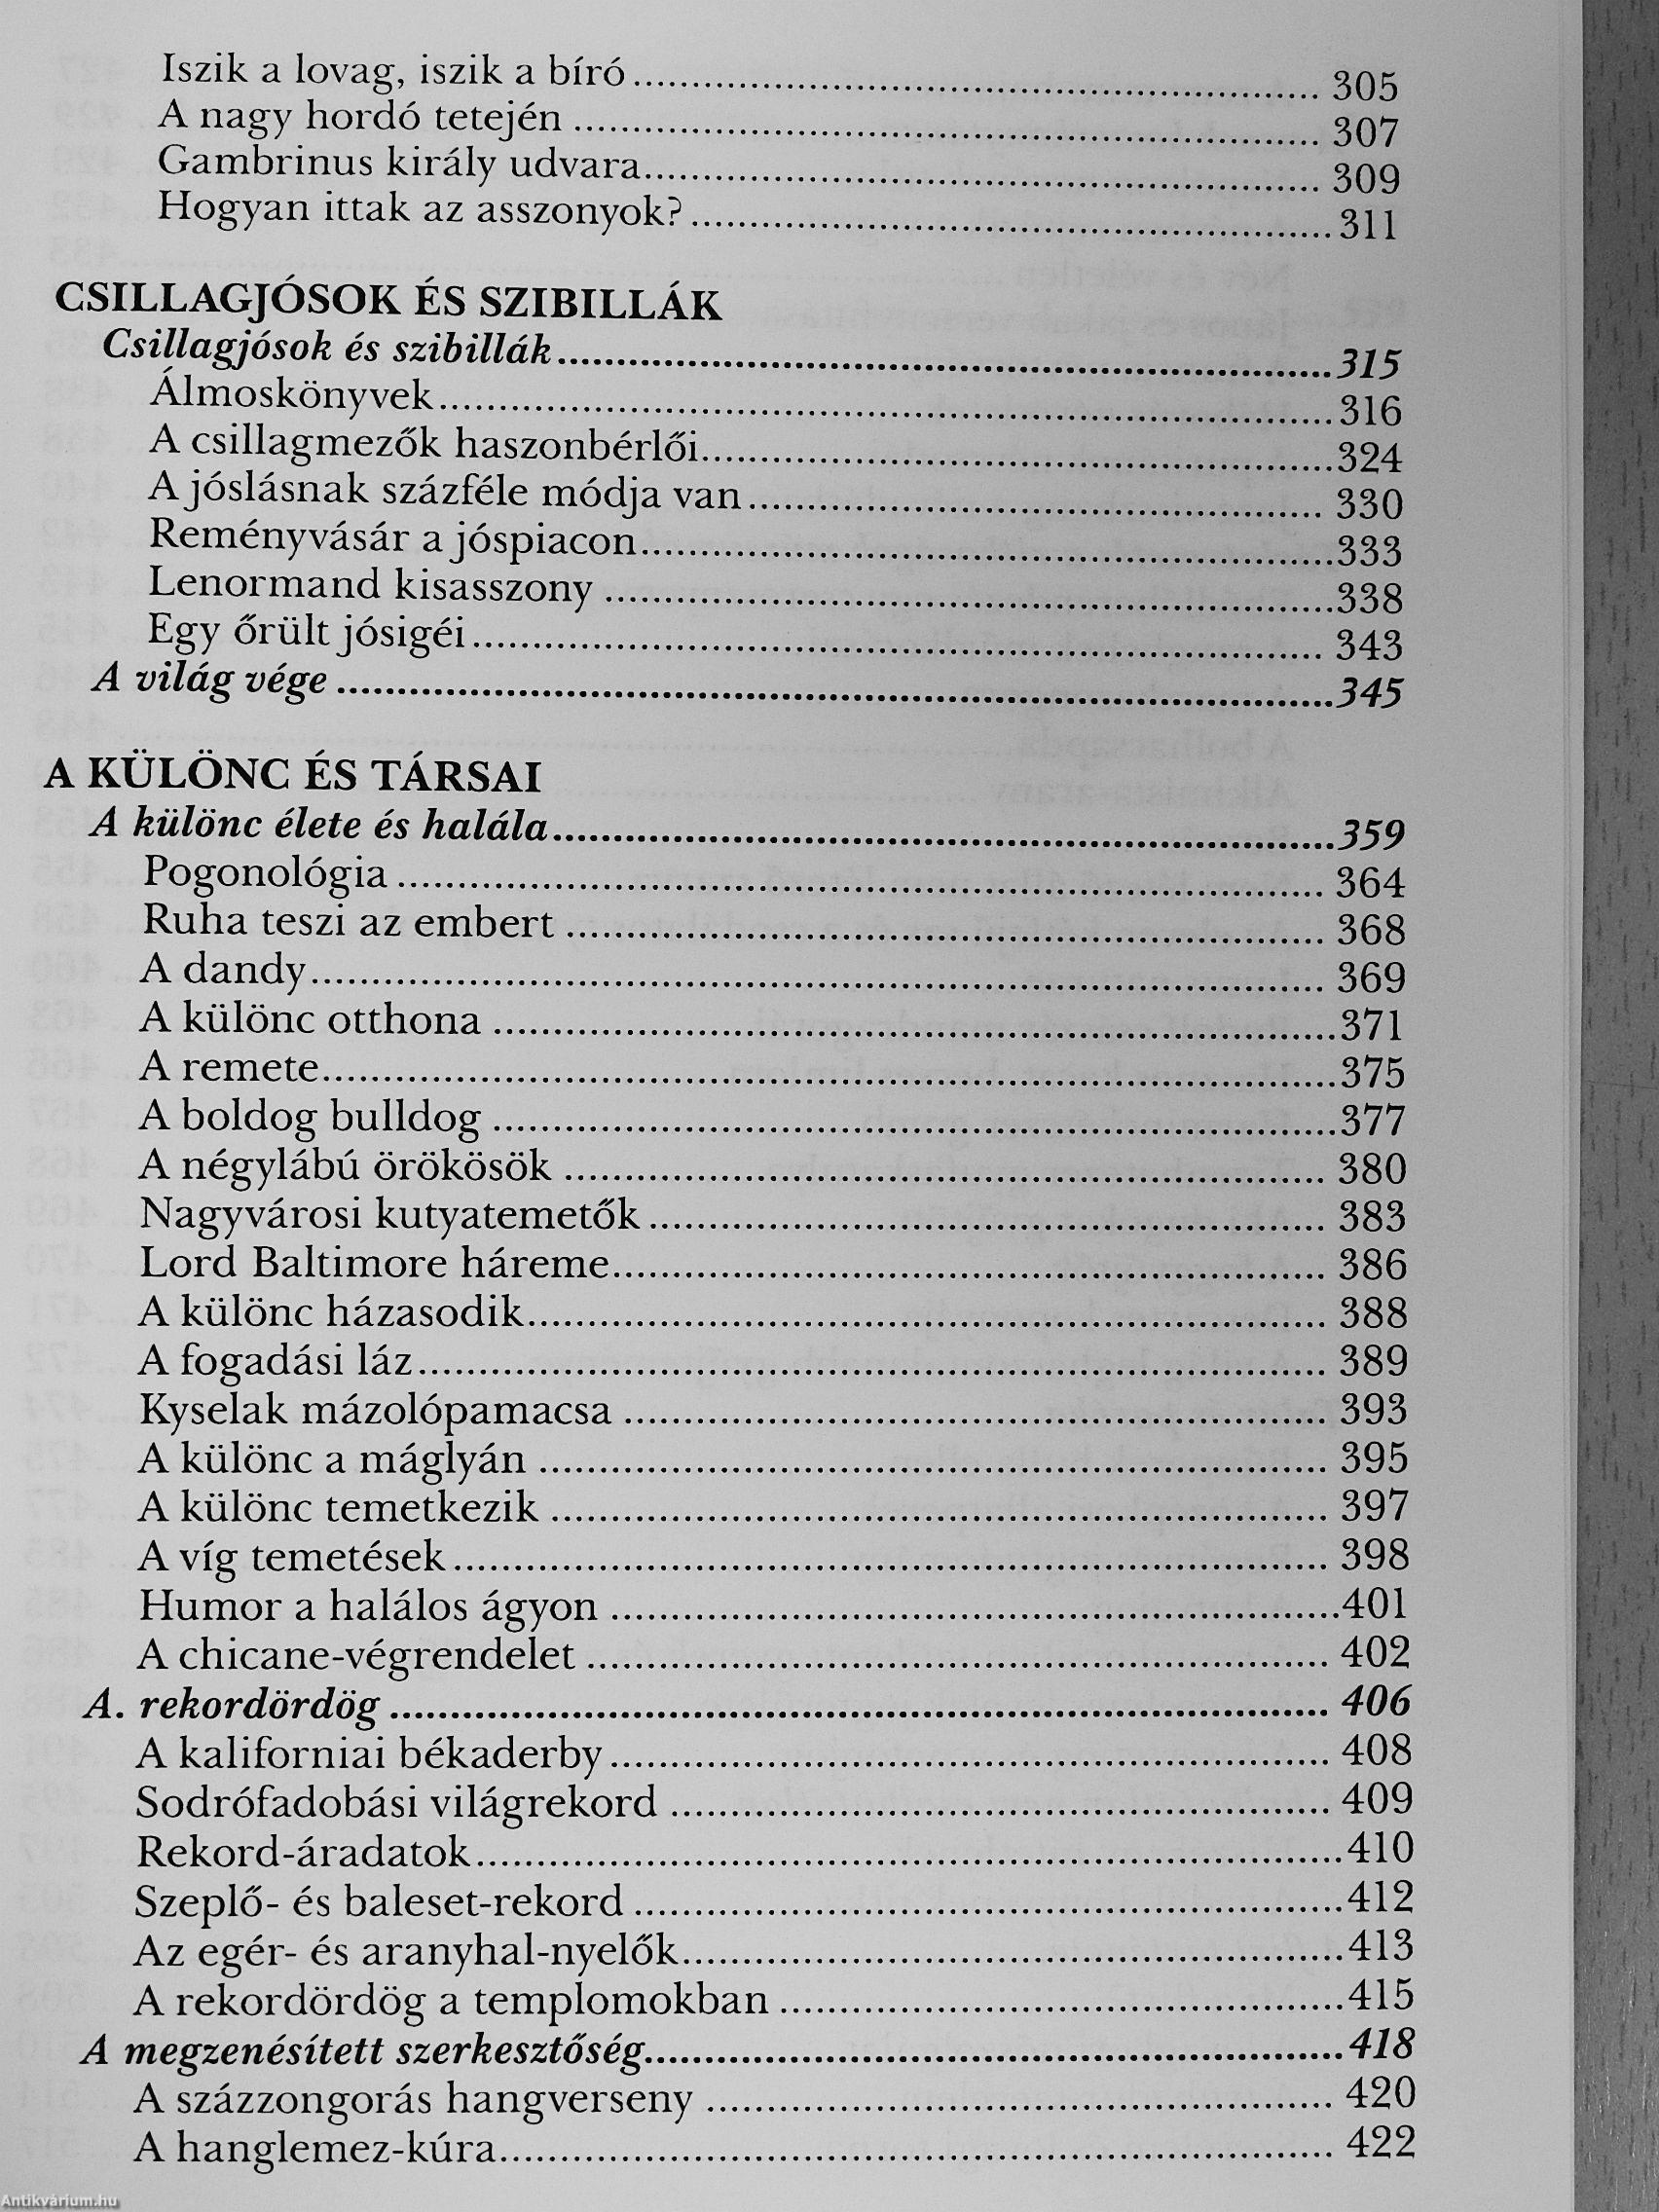 Iszik a lovag, iszik a bíró ........ 305
A nagy hordó tetején ........ 307
Gambrinus király udvara ........ 309
Hogyan ittak az asszonyok? ........ 311
CSILLAGJÓSOK ÉS SZIBILLÁK
Csillagjósok és szibillák ........ 315
Álmoskönyvek ........ 316
A csillagmezők haszonbérlői ........ 324
A jóslásnak százféle módja van ........ 330
Reményvásár a jóspiacon ........ 333
Lenormand kisasszony ........ 338
Egy őrült jósigéi ........ 343
A világ vége ........ 345
A KÜLÖNC ÉS TÁRSAI
A különc élete és halála ........ 359
Pogonológia ........ 364
Ruha teszi az embert ........ 368
A dandy ........ 369
A különc otthona ........ 371
A remete ........ 375
A boldog bulldog ........ 377
A négylábú örökösök ........ 380
Nagyvárosi kutyatemetők ........ 383
Lord Baltimore háreme ........ 386
A különc házasodik ........ 388
A fogadási láz ........ 389
Kyselak mázolópamacsa ........ 393
A különc a máglyán ........ 395
A különc temetkezik ........ 397
A víg temetések ........ 398
Humor a halálos ágyon ........ 401
A chicane-végrendelet ........ 402
A. rekordördög ........ 406
A kaliforniai békaderby ........ 408
Sodrófadobási világrekord ........ 409
Rekord-áradatok ........ 410
Szeplő- és baleset-rekord ........ 412
Az egér- és aranyhal-nyelők ........ 413
A rekordördög a templomokban ........ 415
A megzenésített szerkesztőség ........ 418
A százzongorás hangverseny ........ 420
A hanglemez-kúra ........ 422
Antikvárium.hu